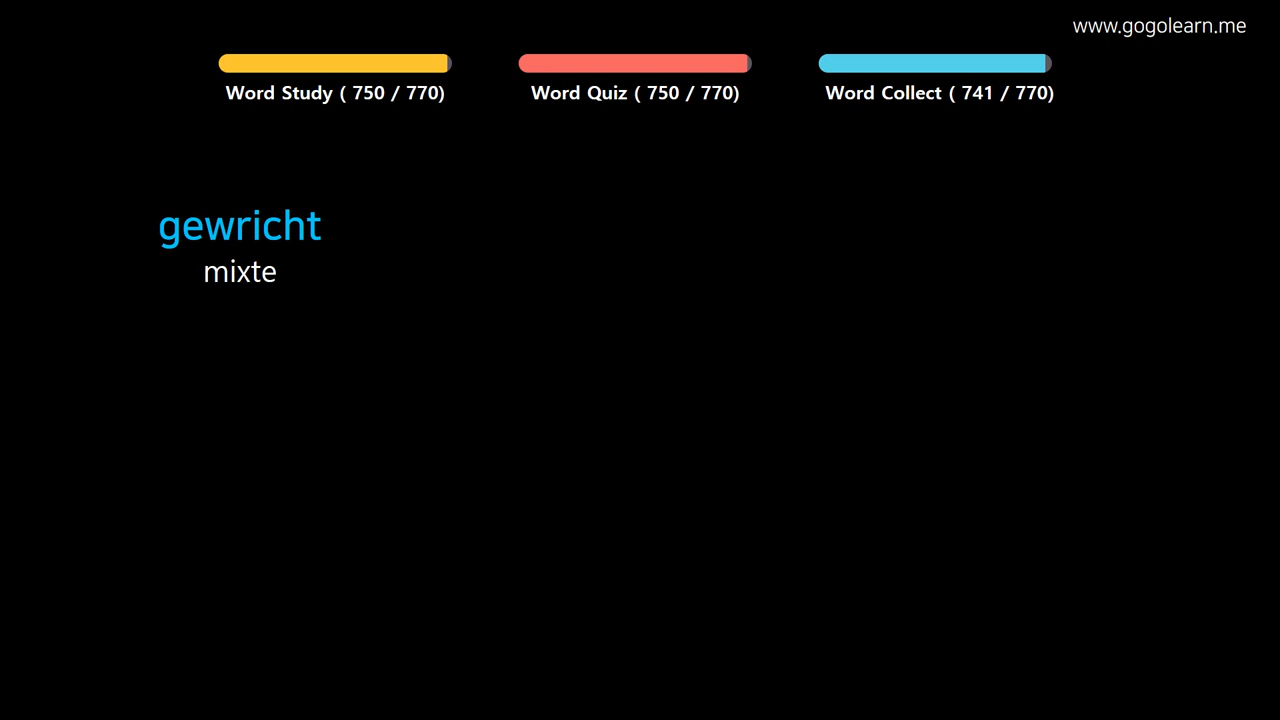 www.gogolearn.me
Word Study ( 750 / 770)
Word Quiz ( 750 / 770)
Word Collect ( 741 / 770)
gewricht
mixte